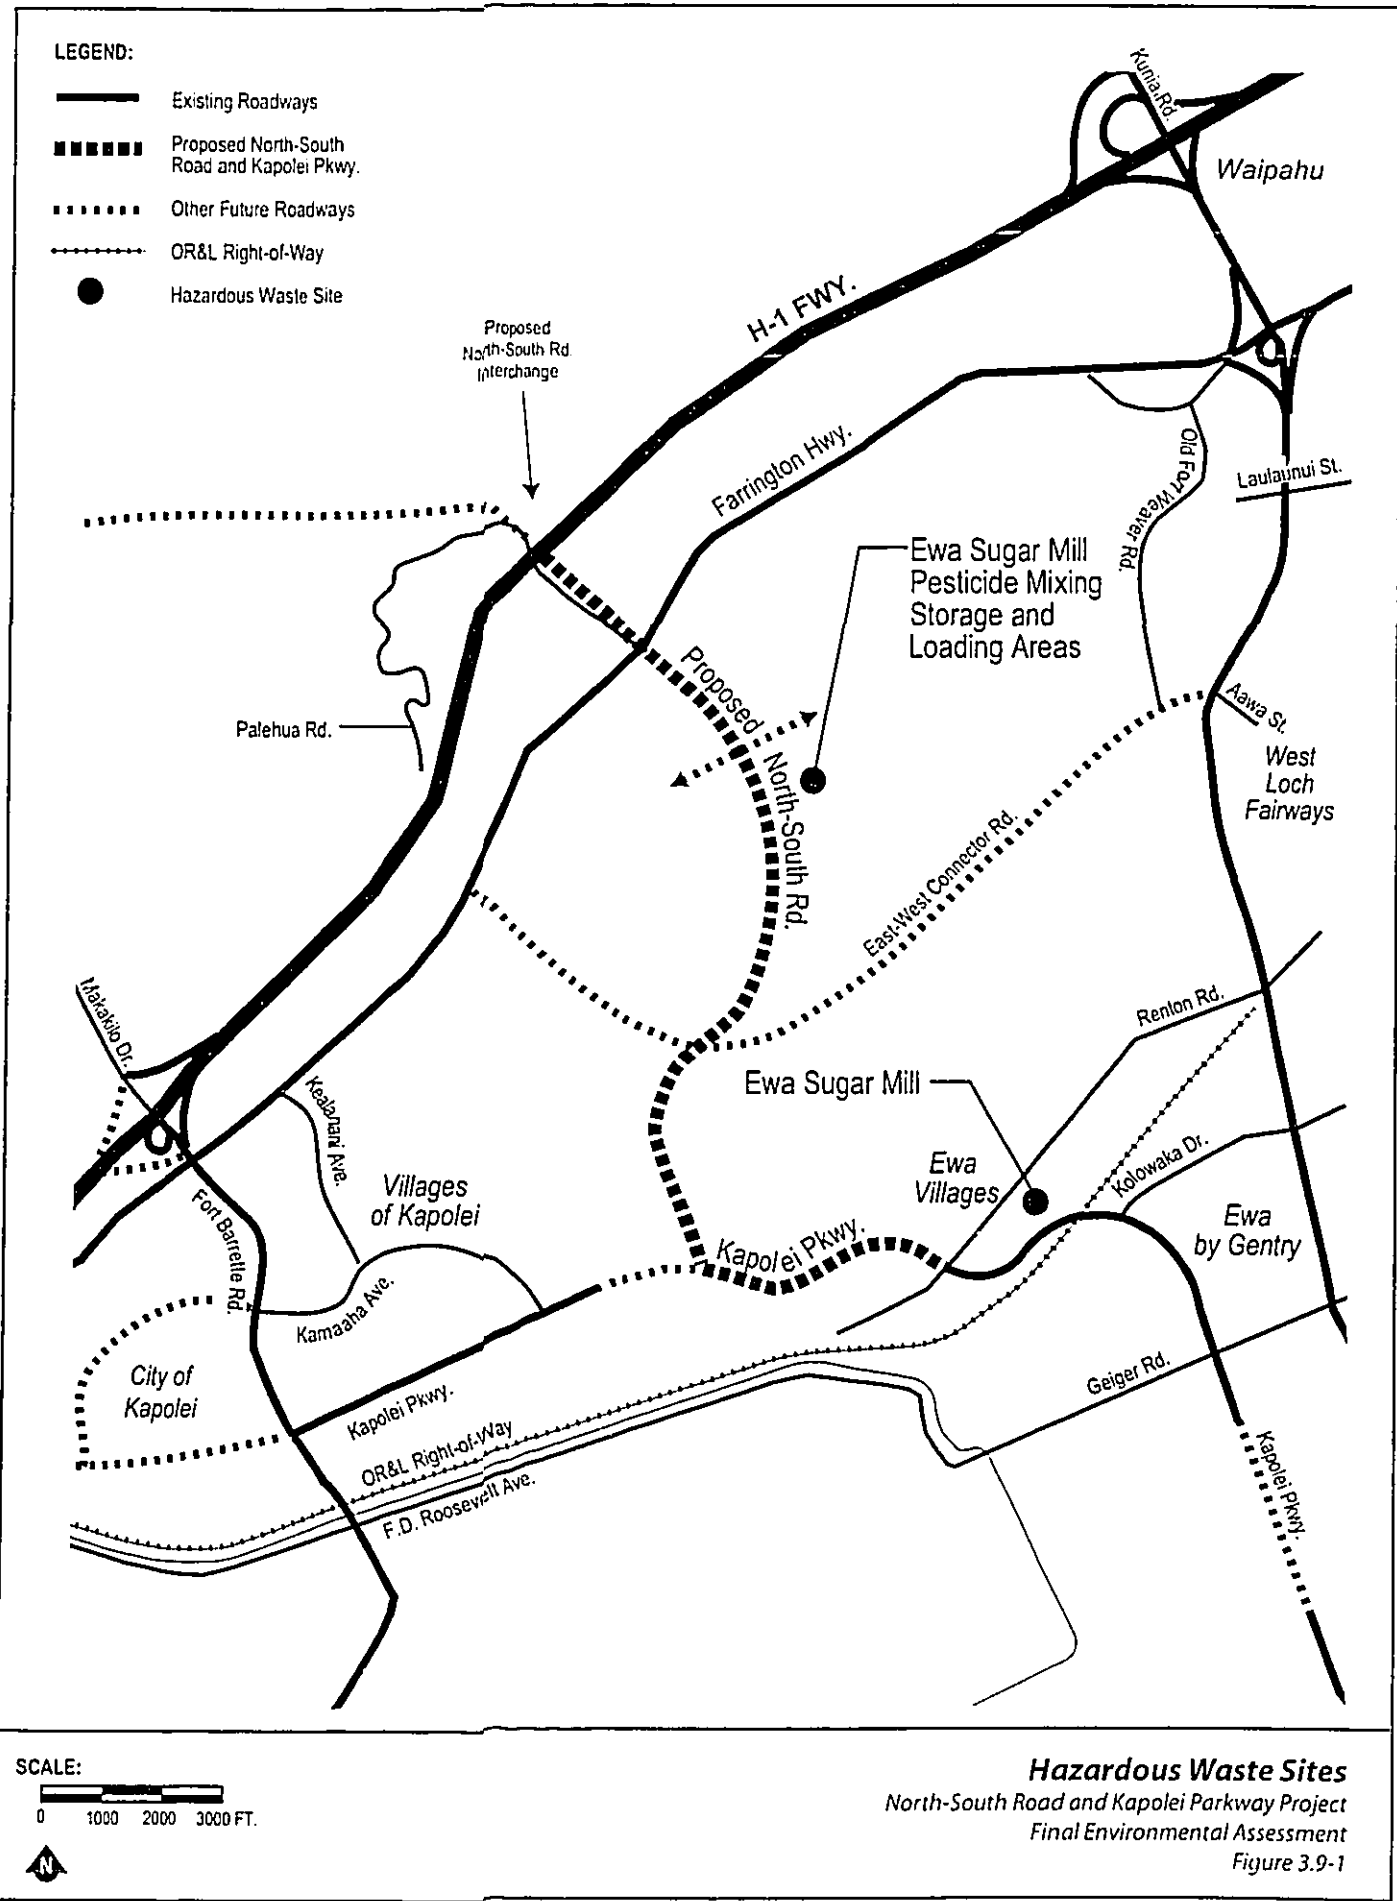 LEGEND:
Existing Roadways
Proposed North-South
Road and Kapolei Pkwy.
Other Future Roadways
OR&L Right-of-Way
Hazardous Waste Site
Kunia Rd.
Waipahu
H-1 FWY.
Proposed
North-South Rd.
Interchange
Farrington Hwy.
Old Fort Weaver Rd.
Laulaunui St.
Ewa Sugar Mill
Pesticide Mixing
Storage and
Loading Areas
Proposed
North-South Rd.
Palehua Rd.
Aawa St.
West
Loch
Fairways
East-West Connector Rd.
Makakilo Dr.
Renton Rd.
Kealanani Ave.
Ewa Sugar Mill
Ewa
Villages
Kolowaka Dr.
Villages
of Kapolei
Fort Barrette Rd.
Ewa
by Gentry
Kapolei Pkwy.
Kamaaha Ave.
City of
Kapolei
Geiger Rd.
Kapolei Pkwy.
OR&L Right-of-Way
F.D. Roosevelt Ave.
Kapolei Pkwy.
SCALE:
0 1000 2000 3000 FT.
N
Hazardous Waste Sites
North-South Road and Kapolei Parkway Project
Final Environmental Assessment
Figure 3.9-1